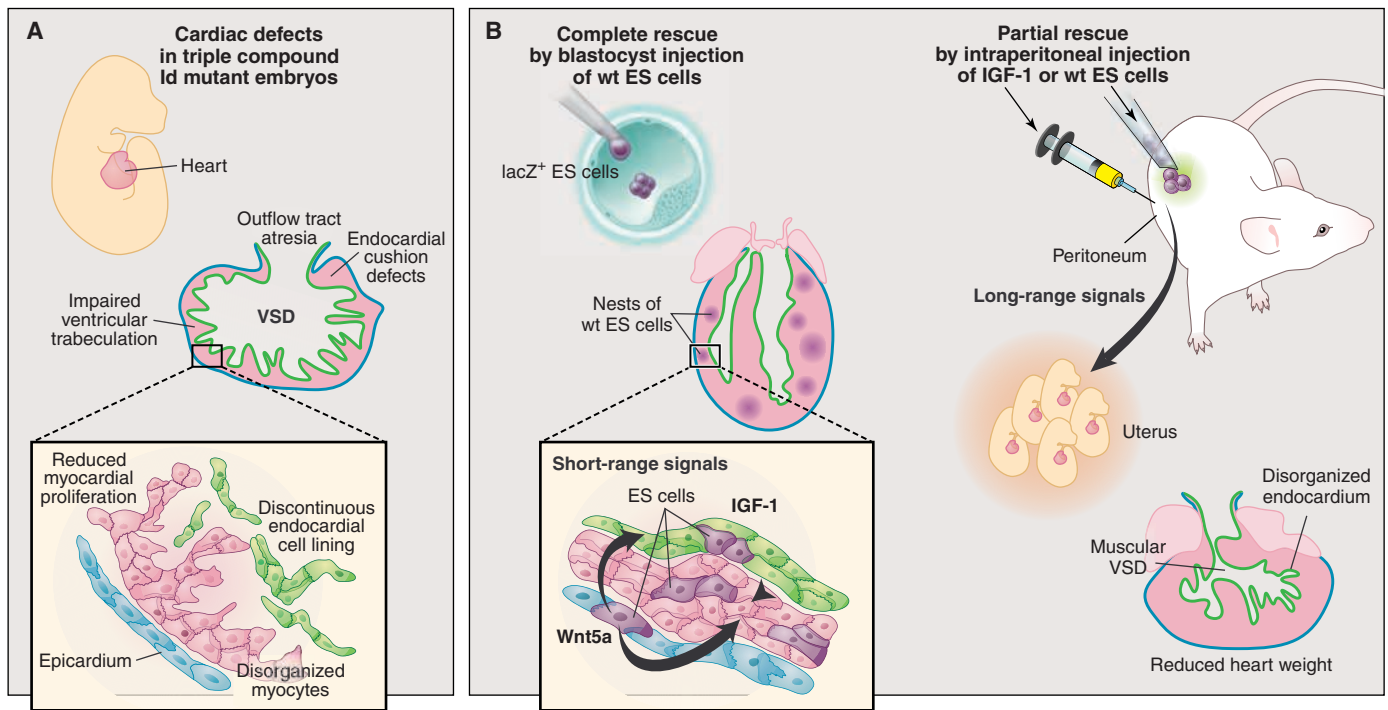 A
Cardiac defects
in triple compound
Id mutant embryos
Heart
Outflow tract
atresia
Endocardial
cushion
defects
Impaired
ventricular
trabeculation
VSD
Reduced
myocardial
proliferation
Discontinuous
endocardial
cell lining
Epicardium
Disorganized
myocytes
B
Complete rescue
by blastocyst injection
of wt ES cells
lacZ+ ES cells
Nests of
wt ES cells
Short-range signals
ES cells
IGF-1
Wnt5a
Partial rescue
by intraperitoneal injection
of IGF-1 or wt ES cells
Peritoneum
Long-range signals
Uterus
Disorganized
endocardium
Muscular
VSD
Reduced heart weight